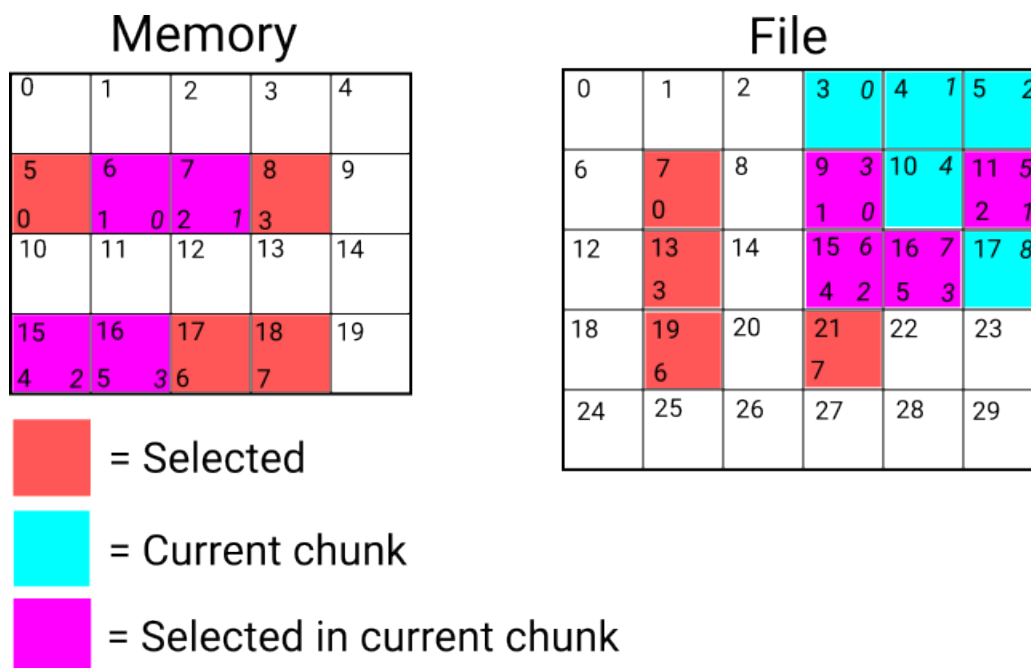 Memory
File
0 1 2 3 4
5 6 7 8 9
0 1 0 2 1 3
10 11 12 13 14
15 16 17 18 19
4 2 5 3 6 7
0 1 2 3 0 4 1 5 2
6 7 8 9 3 10 4 11 5
0 1 0 2 1
12 13 14 15 6 16 7 17 8
3 4 2 5 3
18 19 20 21 22 23
6 7
24 25 26 27 28 29
= Selected
= Current chunk
= Selected in current chunk